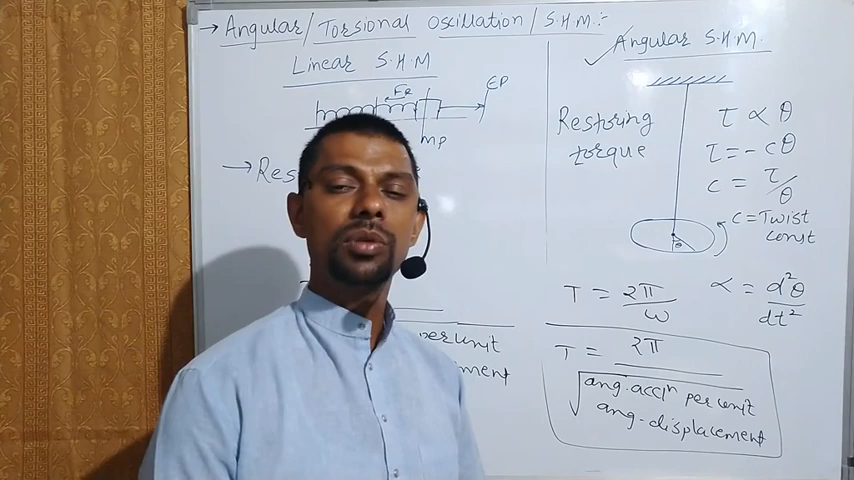 → Angular/Torsional Oscillation/S.H.M.:-
Linear S.H.M
Fr
EP
MP
→ Res
per unit
ment
✓ Angular S.H.M.
Restoring
torque
τ ∝ θ
τ = - cθ
c = τ/θ
c = Twist
const
θ
T = 2π/ω
α = d²θ/dt²
T = 2π
√ang. accⁿ per unit
ang. displacement